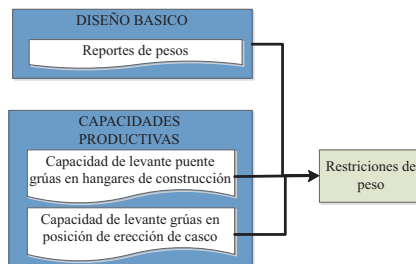 DISEÑO BASICO
Reportes de pesos
CAPACIDADES
PRODUCTIVAS
Capacidad de levante puente
grúas en hangares de construcción
Capacidad de levante grúas en
posición de erección de casco
Restricciones de
peso